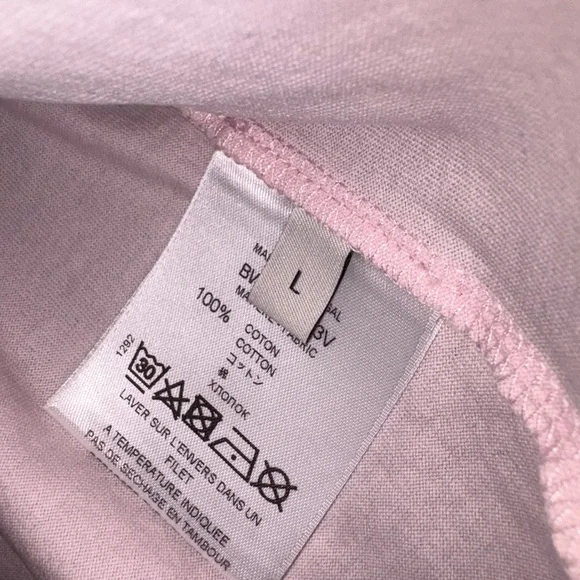 L
100%
COTON
COTTON
コットン
棉
ХЛОПОК
1292
30
LAVER SUR L'ENVERS DANS UN
FILET
A TEMPERATURE INDIQUEE
PAS DE SECHAGE EN TAMBOUR